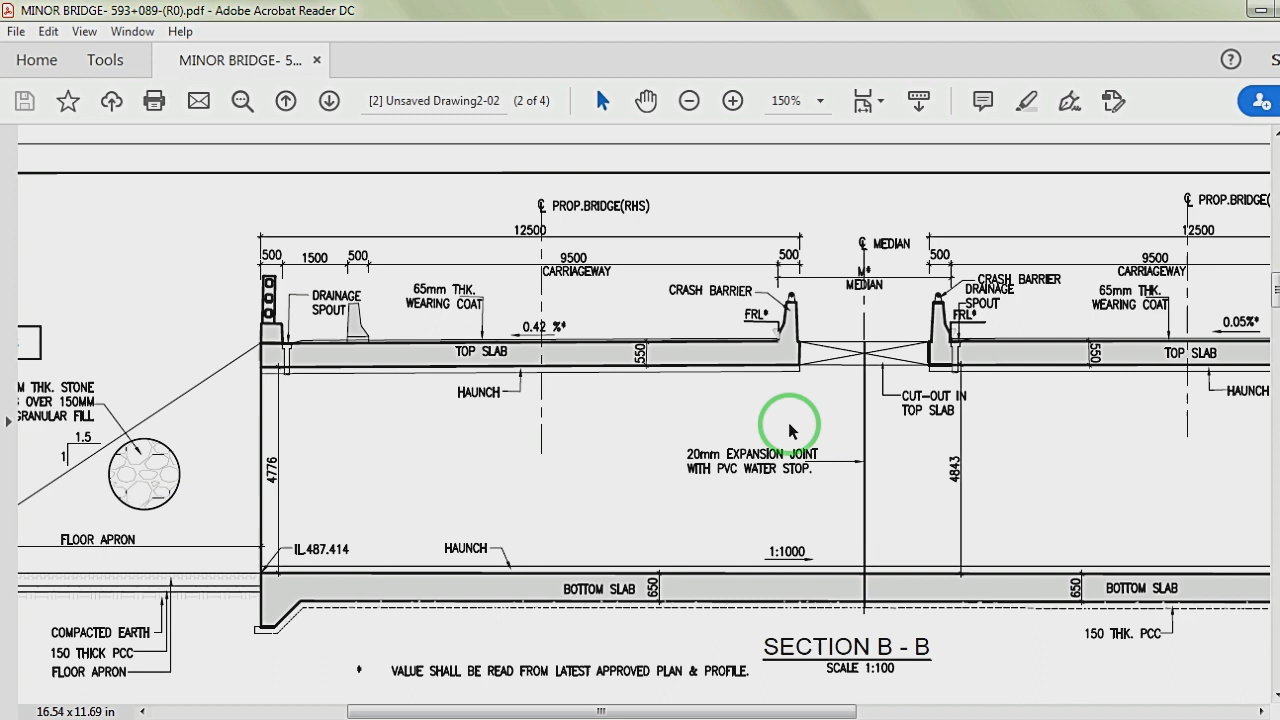 MINOR BRIDGE- 593+089-(R0).pdf - Adobe Acrobat Reader DC
File Edit View Window Help
Home Tools MINOR BRIDGE- 5... ×
[2] Unsaved Drawing2-02 (2 of 4) 150%
PROP.BRIDGE(RHS)
PROP.BRIDGE(
12500
12500
MEDIAN
500 1500 500 9500 500
CARRIAGEWAY
M*
MEDIAN
500 9500
CARRIAGEWAY
DRAINAGE
SPOUT
65mm THK.
WEARING COAT
CRASH BARRIER
CRASH BARRIER
DRAINAGE
SPOUT
65mm THK.
WEARING COAT
FRL*
FRL*
0.42 %*
0.05%*
TOP SLAB
550
550
TOP SLAB
HAUNCH
HAUNCH
CUT-OUT IN
TOP SLAB
M THK. STONE
OVER 150MM
GRANULAR FILL
1.5
1
4776
20mm EXPANSION JOINT
WITH PVC WATER STOP.
4843
FLOOR APRON
IL.487.414
HAUNCH
1:1000
BOTTOM SLAB
650
650
BOTTOM SLAB
COMPACTED EARTH
150 THICK PCC
FLOOR APRON
150 THK. PCC
SECTION B - B
SCALE 1:100
* VALUE SHALL BE READ FROM LATEST APPROVED PLAN & PROFILE.
16.54 x 11.69 in